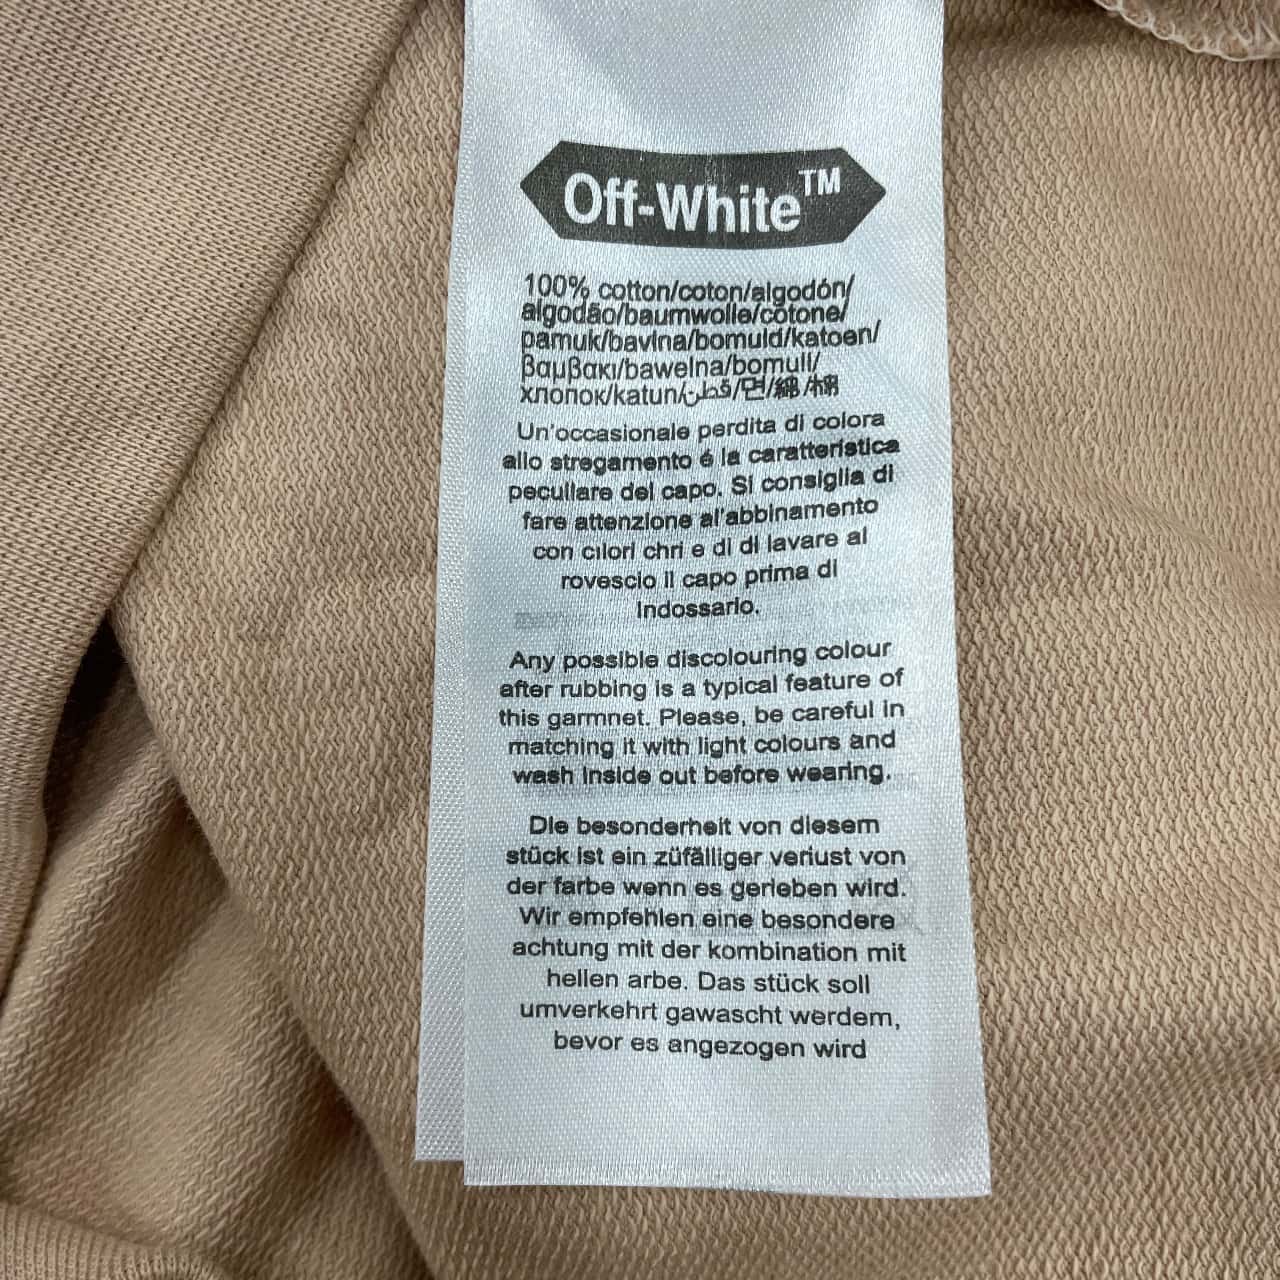 Off-White™
100% cotton/coton/algodón/
algodão/baumwolle/cotone/
pamuk/bavlna/bomuld/katoen/
βαμβακι/bawelna/bomull/
хлопок/katun/قطن/면/綿/棉
Un'occasionale perdita di colora
allo stregamento é la caratteristica
peculiare del capo. Si consiglia di
fare attenzione al'abbinamento
con cilori chri e di di lavare al
rovescio il capo prima di
Indossarlo.
Any possible discolouring colour
after rubbing is a typical feature of
this garmnet. Please, be careful in
matching it with light colours and
wash inside out before wearing.
Die besonderheit von diesem
stück ist ein züfälliger veriust von
der farbe wenn es gerieben wird.
Wir empfehlen eine besondere
achtung mit der kombination mit
hellen arbe. Das stück soll
umverkehrt gawascht werdem,
bevor es angezogen wird